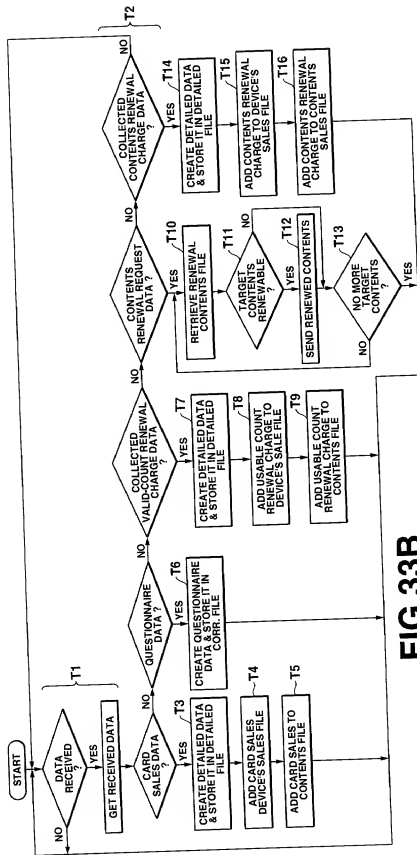 START
T1
DATA
RECEIVED
?
NO
YES
GET RECEIVED DATA
T2
CARD
SALES DATA
?
NO
YES
T3
CREATE DETAILED DATA
& STORE IT IN DETAILED
FILE
T4
ADD CARD SALES
DEVICE'S SALES FILE
T5
ADD CARD SALES TO
CONTENTS FILE
QUESTIONNAIRE
DATA ?
NO
YES
T6
CREATE QUESTIONNAIRE
DATA & STORE IT IN
CORR. FILE
COLLECTED
VALID-COUNT RENEWAL
CHARGE DATA
?
NO
YES
T7
CREATE DETAILED DATA
& STORE IT IN DETAILED
FILE
T8
ADD USABLE COUNT
RENEWAL CHARGE TO
DEVICE'S SALE FILE
T9
ADD USABLE COUNT
RENEWAL CHARGE TO
CONTENTS FILE
CONTENTS
RENEWAL REQUEST
DATA ?
NO
YES
T10
RETRIEVE RENEWAL
CONTENTS FILE
T11
TARGET
CONTENTS
RENEWABLE
?
NO
YES
T12
SEND RENEWED CONTENTS
T13
NO MORE
TARGET
CONTENTS
?
NO
YES
COLLECTED
CONTENTS RENEWAL
CHARGE DATA
?
NO
YES
T14
CREATE DETAILED DATA
& STORE IT IN DETAILED
FILE
T15
ADD CONTENTS RENEWAL
CHARGE TO DEVICE'S
SALES FILE
T16
ADD CONTENTS RENEWAL
CHARGE TO CONTENTS
SALES FILE
FIG.33B